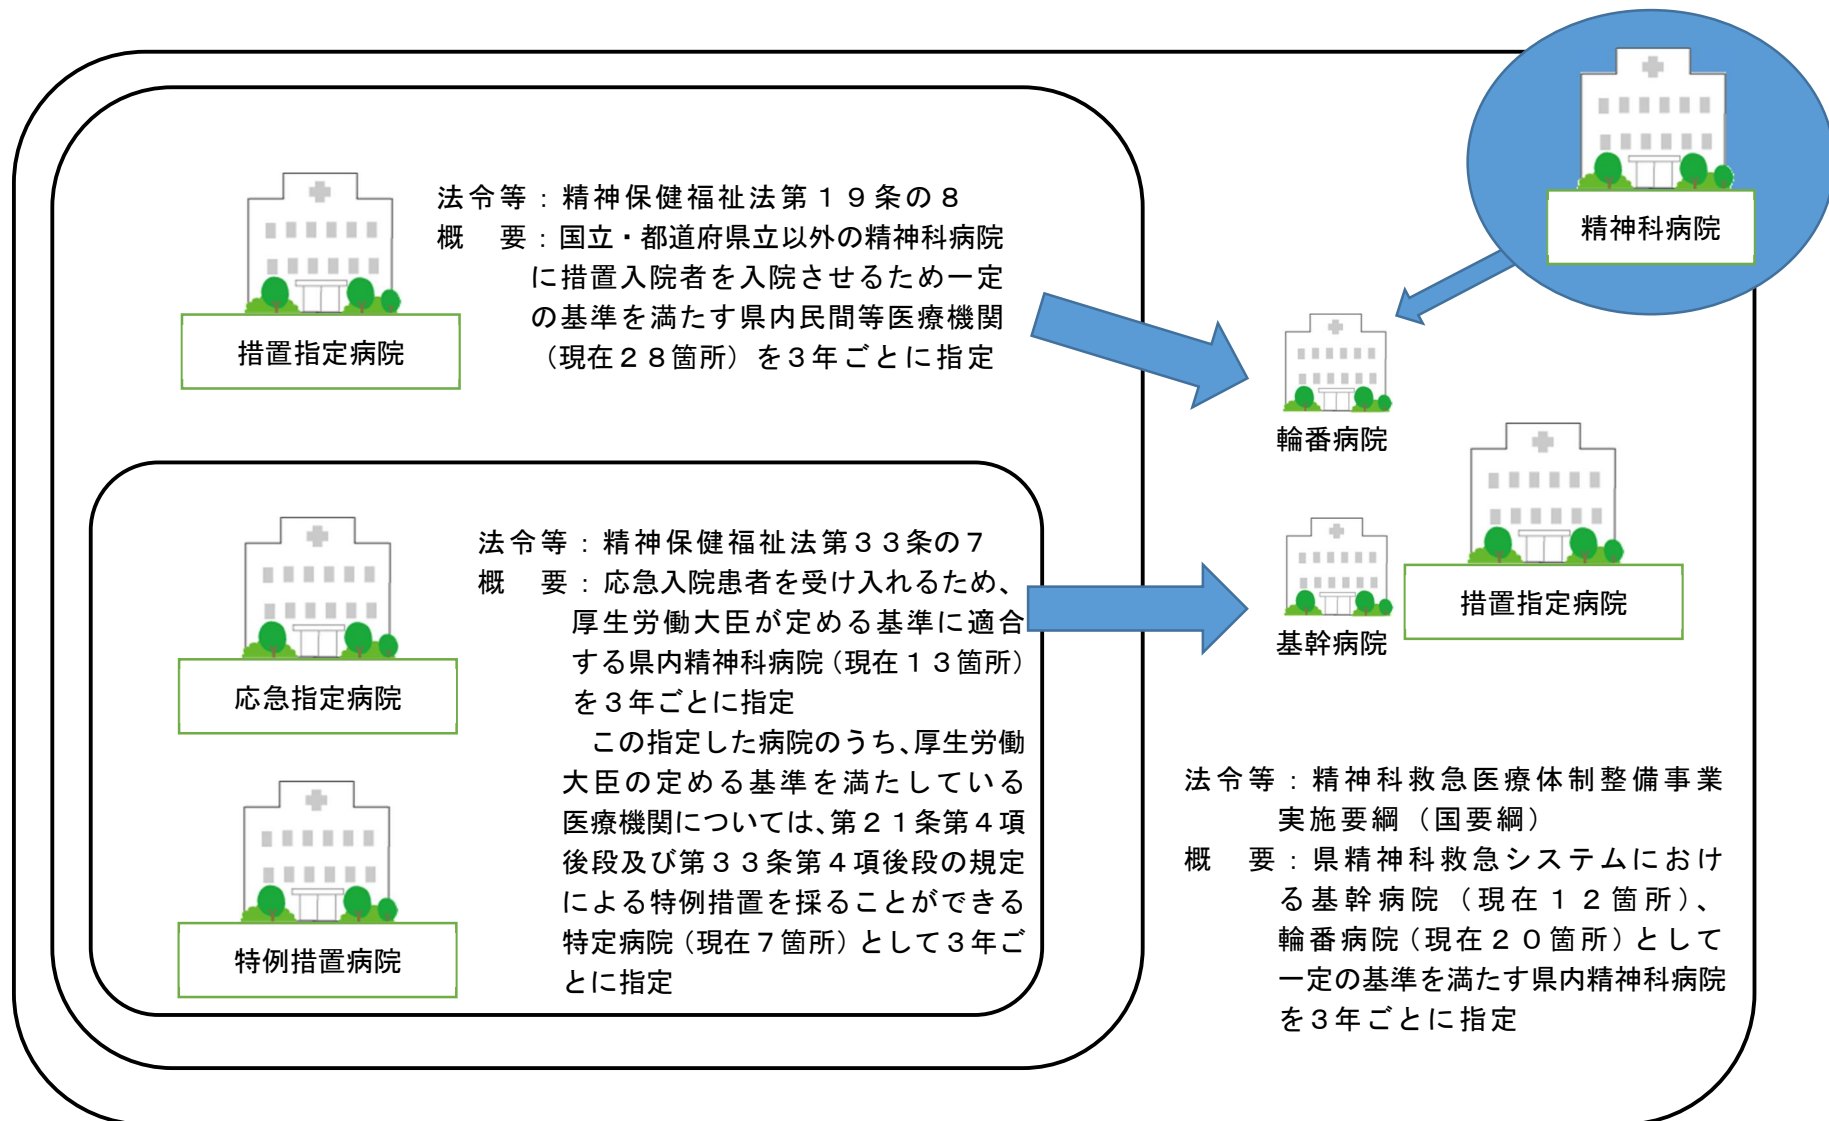 精神科病院
法令等：精神保健福祉法第１９条の８
概　要：国立・都道府県立以外の精神科病院
に措置入院者を入院させるため一定
の基準を満たす県内民間等医療機関
（現在２８箇所）を３年ごとに指定
措置指定病院
輪番病院
基幹病院
措置指定病院
法令等：精神保健福祉法第３３条の７
概　要：応急入院患者を受け入れるため、
厚生労働大臣が定める基準に適合
する県内精神科病院（現在１３箇所）
を３年ごとに指定
この指定した病院のうち、厚生労働
大臣の定める基準を満たしている
医療機関については、第２１条第４項
後段及び第３３条第４項後段の規定
による特例措置を採ることができる
特定病院（現在７箇所）として３年ご
とに指定
応急指定病院
特例措置病院
法令等：精神科救急医療体制整備事業
実施要綱（国要綱）
概　要：県精神科救急システムにおけ
る基幹病院（現在１２箇所）、
輪番病院（現在２０箇所）として
一定の基準を満たす県内精神科病院
を３年ごとに指定